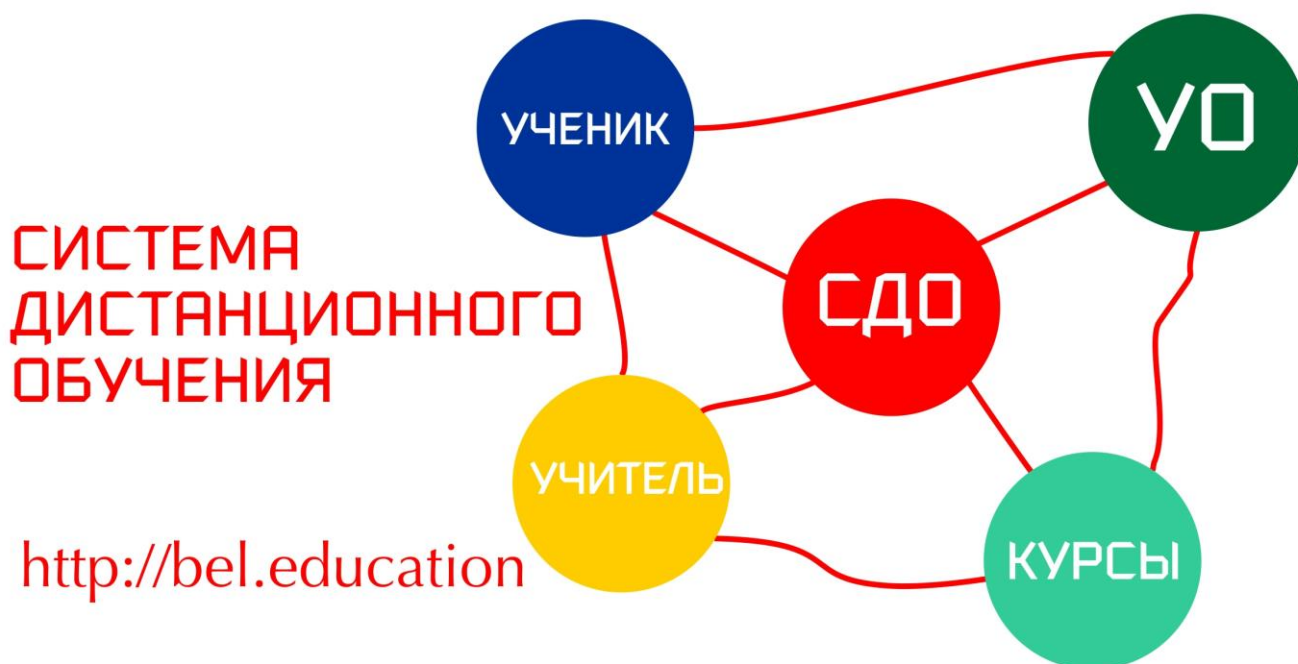 УЧЕНИК
УО
СИСТЕМА
ДИСТАНЦИОННОГО
ОБУЧЕНИЯ
СДО
УЧИТЕЛЬ
http://bel.education
КУРСЫ